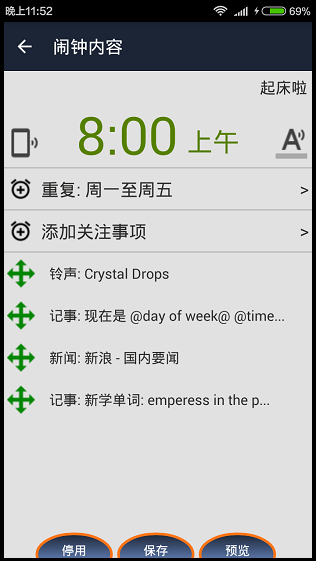 晚上11:52
69%
闹钟内容
起床啦
8:00 上午
A
重复: 周一至周五 >
添加关注事项 >
铃声: Crystal Drops
记事: 现在是 @day of week@ @time...
新闻: 新浪 - 国内要闻
记事: 新学单词: emperess in the p...
停用 保存 预览